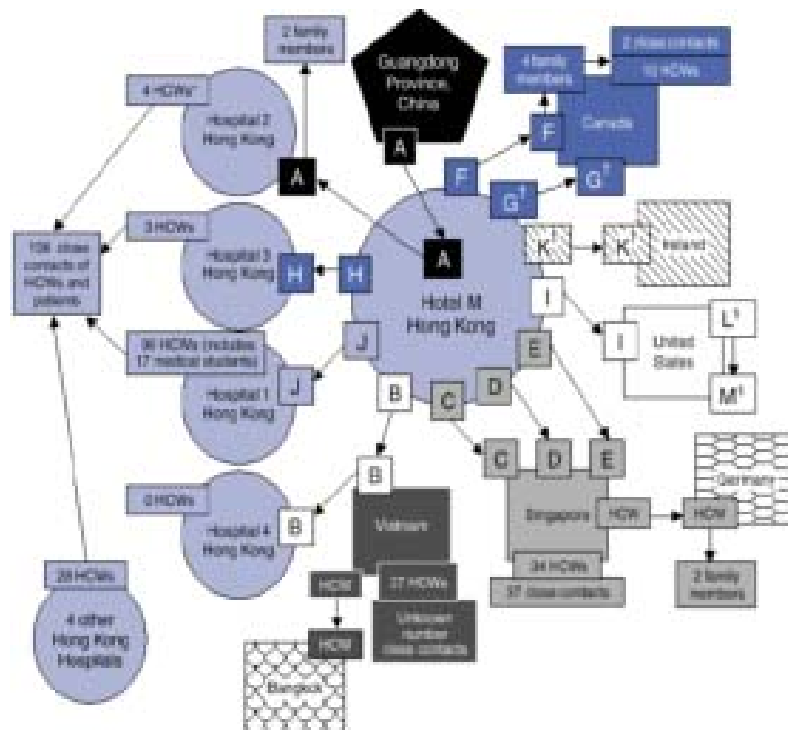 2 family
members
Guangdong
Province,
China
A
4 family
members
2 close contacts
10 HCWs
Canada
F
G†
4 HCWs*
Hospital 2
Hong Kong
A
F
G†
3 HCWs
Hospital 3
Hong Kong
H
H
A
Hotel M
Hong Kong
K†
K†
Ireland
close
contacts of
HCWs and
patients
I
I
United
States
L§
M§
HCWs (includes
17 medical students)
Hospital 1
Hong Kong
J
J
B
C
D
E
0 HCWs
Hospital 4
Hong Kong
B
B
Vietnam
C
D
E
Singapore
HCW
HCW
Germany
34 HCWs
37 close contacts
2 family
members
28 HCWs
4 other
Hong Kong
Hospitals
HCW
37 HCWs
Unknown
number
close contacts
HCW
Bangkok